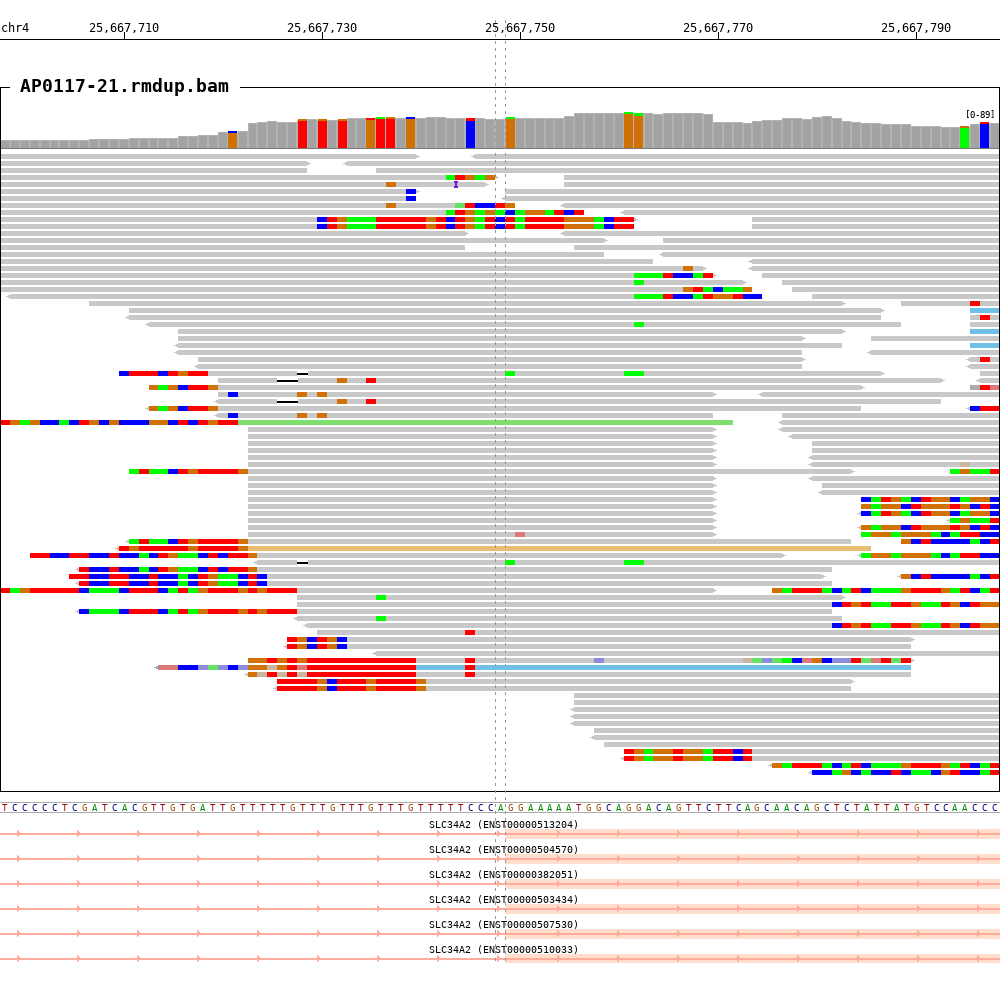 chr4 25,667,710 25,667,730 25,667,750 25,667,770 25,667,790
AP0117-21.rmdup.bam
[0-89]
TCCCCCTCGATCACGTTGTGATTGTTTTTGTTTGTTTGTTTGTTTTTCCCAGGAAAAATGGCAGGACAGTTCTTCAGCAACAGCTCTATTATGTCCAACCC
SLC34A2 (ENST00000513204)
SLC34A2 (ENST00000504570)
SLC34A2 (ENST00000382051)
SLC34A2 (ENST00000503434)
SLC34A2 (ENST00000507530)
SLC34A2 (ENST00000510033)